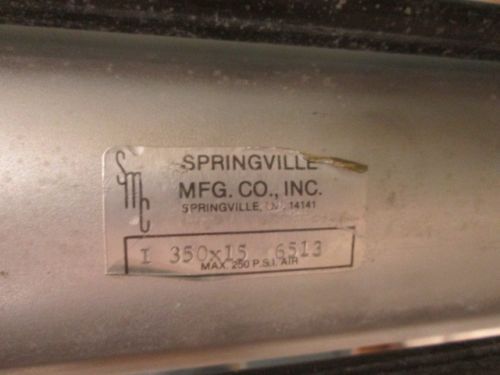 SMC
SPRINGVILLE
MFG. CO., INC.
SPRINGVILLE, 14141
I 350x15 6513
MAX. 250 P.S.I. AIR